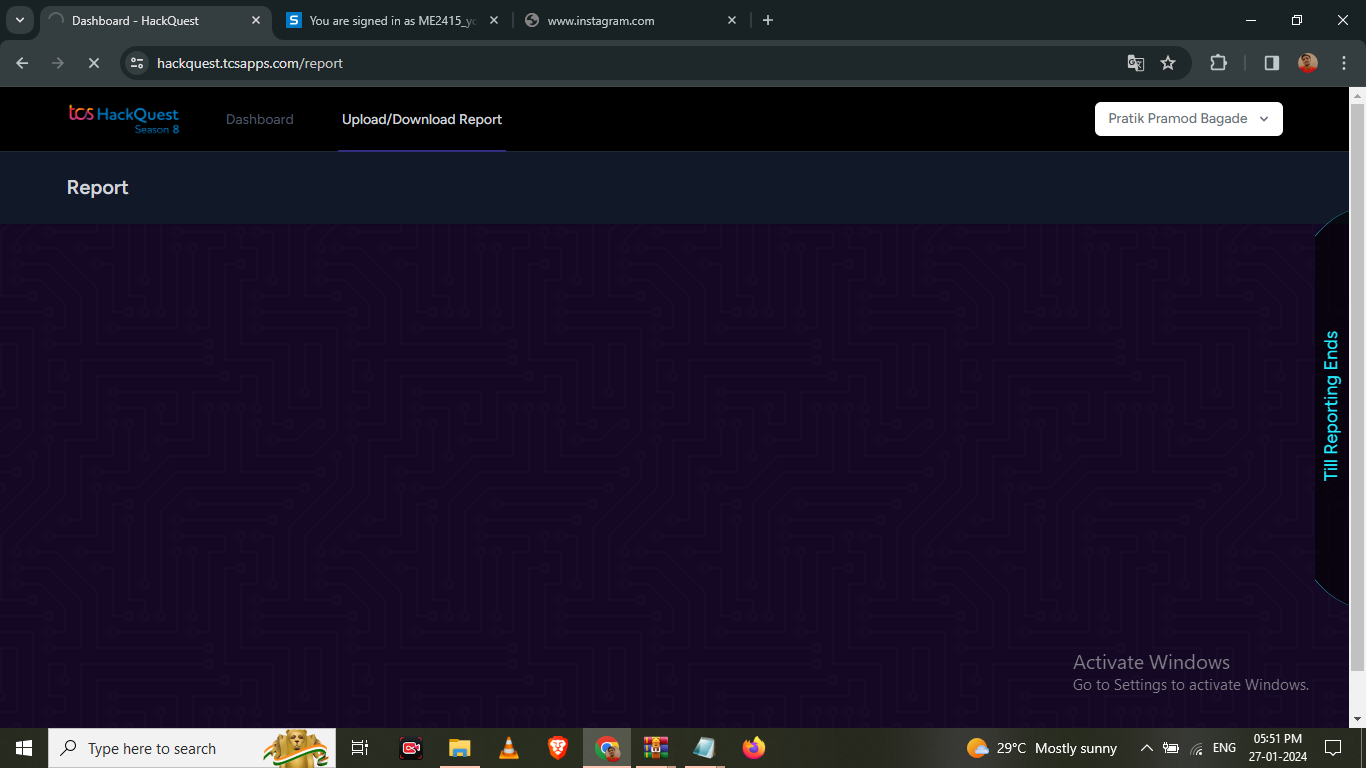 Dashboard - HackQuest
You are signed in as ME2415_yo
www.instagram.com
hackquest.tcsapps.com/report
tcs HackQuest
Season 8
Dashboard
Upload/Download Report
Pratik Pramod Bagade
Report
Till Reporting Ends
Activate Windows
Go to Settings to activate Windows.
Type here to search
29°C Mostly sunny
ENG
05:51 PM
27-01-2024